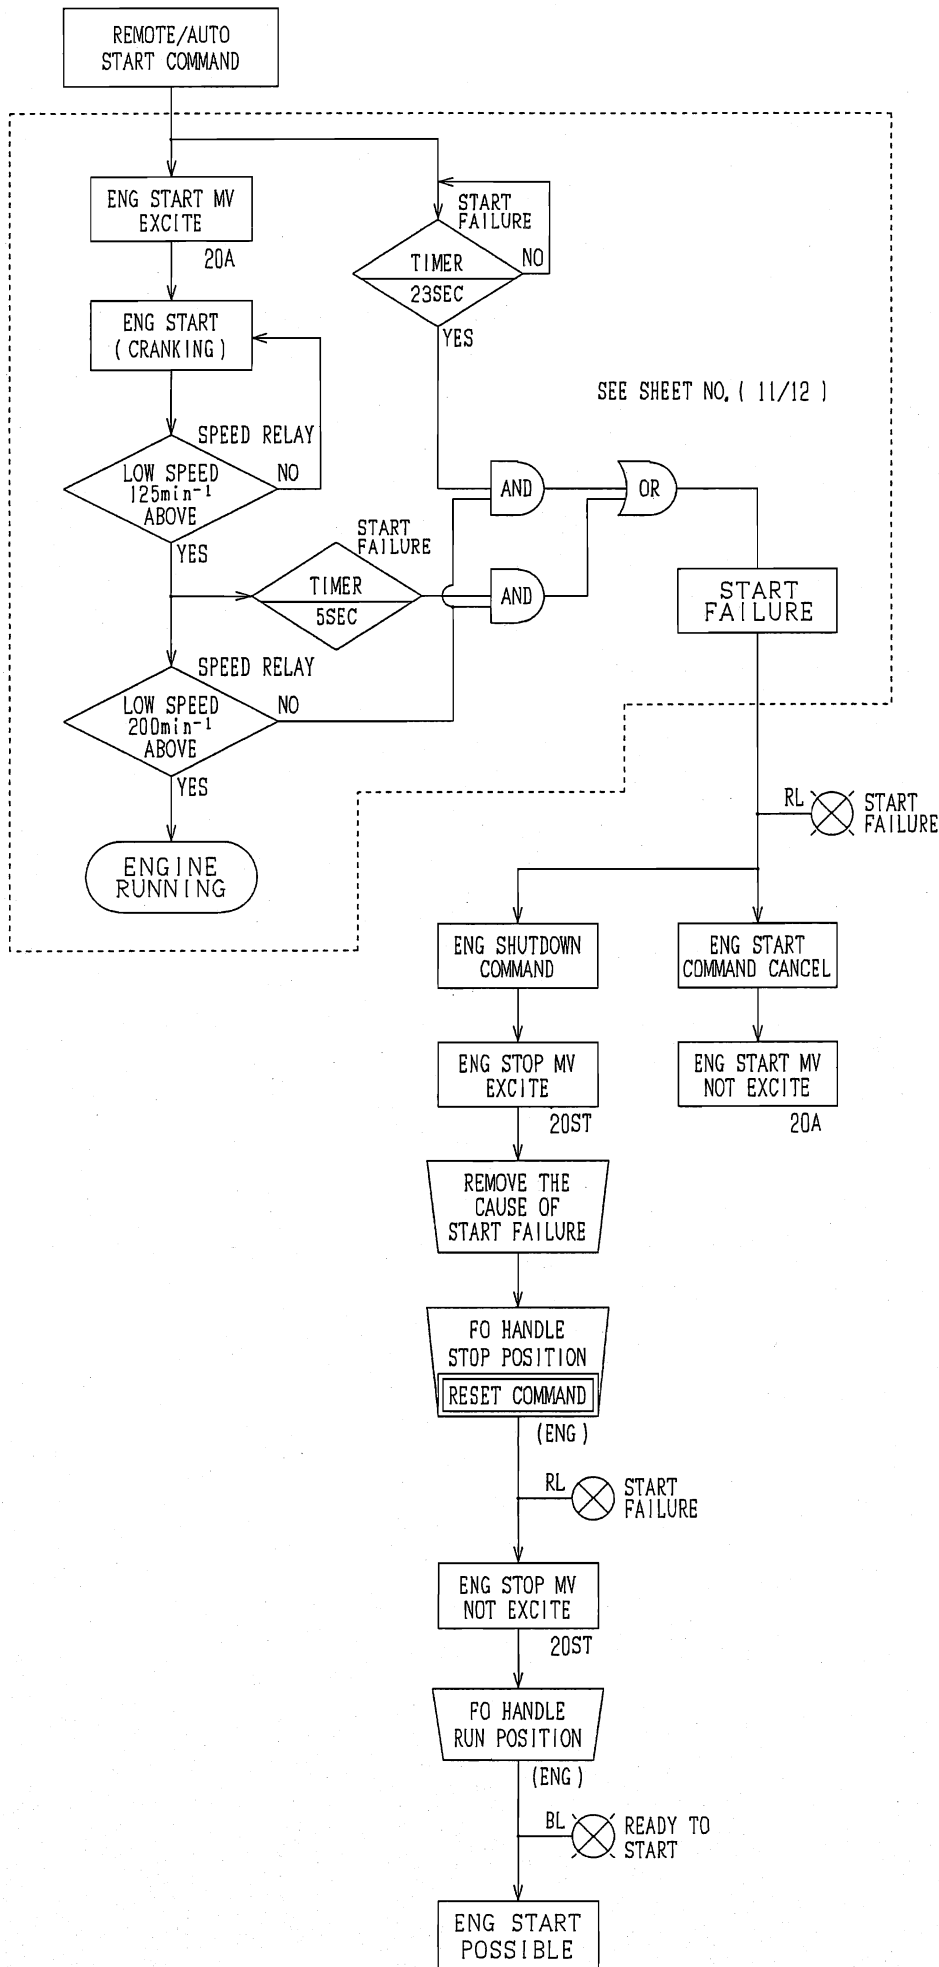 REMOTE/AUTO
START COMMAND
ENG START MV
EXCITE
20A
START
FAILURE
TIMER
23SEC
NO
YES
ENG START
( CRANKING )
SEE SHEET NO. ( 11/12 )
SPEED RELAY
LOW SPEED
125min⁻¹
ABOVE
NO
YES
AND
OR
START
FAILURE
TIMER
5SEC
AND
START
FAILURE
SPEED RELAY
LOW SPEED
200min⁻¹
ABOVE
NO
YES
ENGINE
RUNNING
RL
START
FAILURE
ENG SHUTDOWN
COMMAND
ENG START
COMMAND CANCEL
ENG STOP MV
EXCITE
20ST
ENG START MV
NOT EXCITE
20A
REMOVE THE
CAUSE OF
START FAILURE
FO HANDLE
STOP POSITION
RESET COMMAND
(ENG)
RL
START
FAILURE
ENG STOP MV
NOT EXCITE
20ST
FO HANDLE
RUN POSITION
(ENG)
BL
READY TO
START
ENG START
POSSIBLE